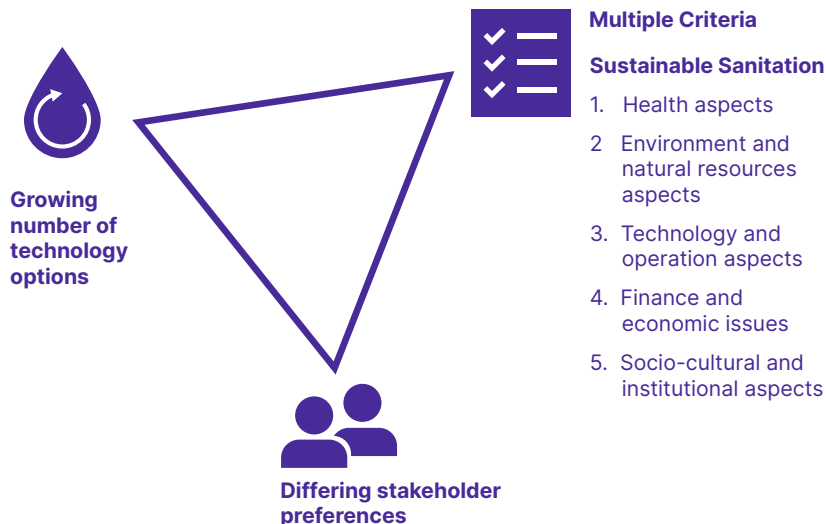 Multiple Criteria
Sustainable Sanitation
1. Health aspects
2 Environment and
natural resources
aspects
3. Technology and
operation aspects
4. Finance and
economic issues
5. Socio-cultural and
institutional aspects
Growing
number of
technology
options
Differing stakeholder
preferences